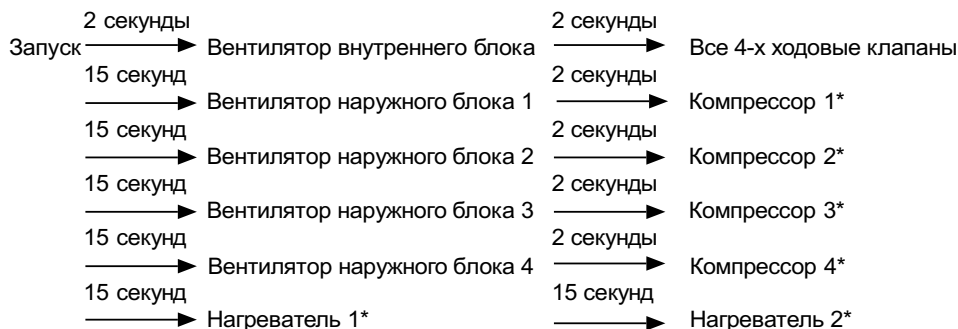 2 секунды 2 секунды
Запуск Вентилятор внутреннего блока Все 4-х ходовые клапаны
15 секунд 2 секунды
Вентилятор наружного блока 1 Компрессор 1*
15 секунд 2 секунды
Вентилятор наружного блока 2 Компрессор 2*
15 секунд 2 секунды
Вентилятор наружного блока 3 Компрессор 3*
15 секунд 2 секунды
Вентилятор наружного блока 4 Компрессор 4*
15 секунд 15 секунд
Нагреватель 1* Нагреватель 2*